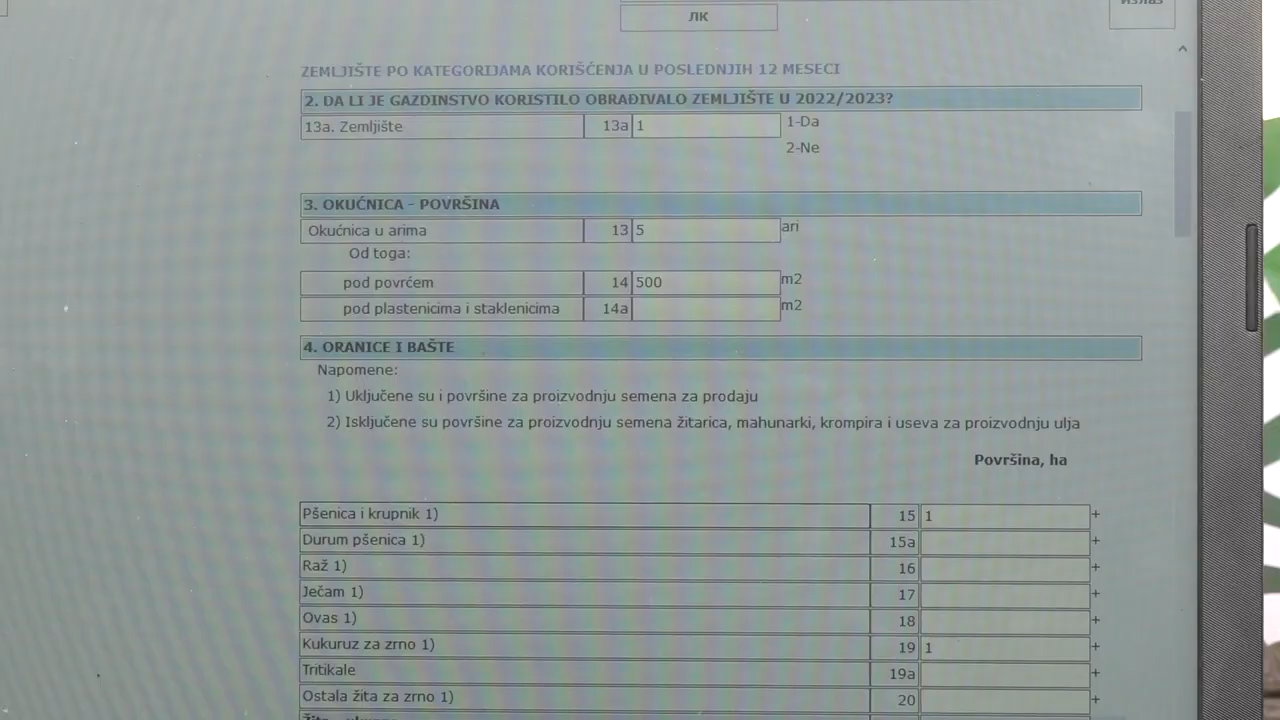 ЛК
ZEMLJIŠTE PO KATEGORIJAMA KORIŠĆENJA U POSLEDNJIH 12 MESECI
2. DA LI JE GAZDINSTVO KORISTILO OBRAĐIVALO ZEMLJIŠTE U 2022/2023?
13a. Zemljište 13a 1 1-Da
2-Ne
3. OKUĆNICA - POVRŠINA
Okućnica u arima 13 5 ari
Od toga:
pod povrćem 14 500 m2
pod plastenicima i staklenicima 14a m2
4. ORANICE I BAŠTE
Napomene:
1) Uključene su i površine za proizvodnju semena za prodaju
2) Isključene su površine za proizvodnju semena žitarica, mahunarki, krompira i useva za proizvodnju ulja
Površina, ha
Pšenica i krupnik 1) 15 1 +
Durum pšenica 1) 15a +
Raž 1) 16 +
Ječam 1) 17 +
Ovas 1) 18 +
Kukuruz za zrno 1) 19 1 +
Tritikale 19a +
Ostala žita za zrno 1) 20 +